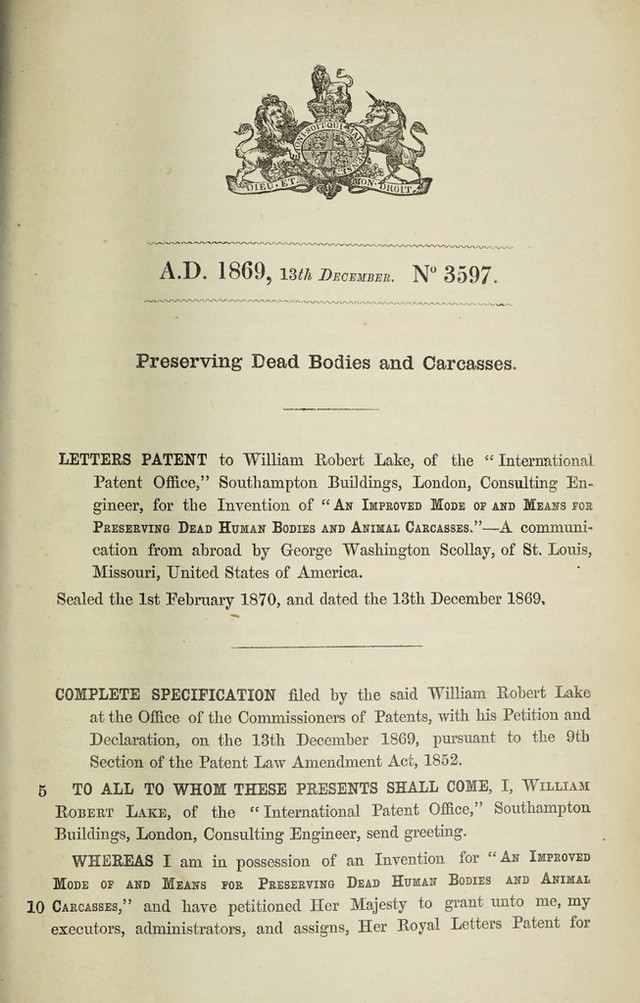 HONI SOIT QUI MAL Y PENSE
DIEU·ET· MON·DROIT.
A.D. 1869, 13th December. No 3597.
Preserving Dead Bodies and Carcasses.
LETTERS PATENT to William Robert Lake, of the “International
Patent Office,” Southampton Buildings, London, Consulting En-
gineer, for the Invention of “An Improved Mode of and Means for
Preserving Dead Human Bodies and Animal Carcasses.”—A communi-
cation from abroad by George Washington Scollay, of St. Louis,
Missouri, United States of America.
Sealed the 1st February 1870, and dated the 13th December 1869.
COMPLETE SPECIFICATION filed by the said William Robert Lake
at the Office of the Commissioners of Patents, with his Petition and
Declaration, on the 13th December 1869, pursuant to the 9th
Section of the Patent Law Amendment Act, 1852.
5 TO ALL TO WHOM THESE PRESENTS SHALL COME, I, William
Robert Lake, of the “International Patent Office,” Southampton
Buildings, London, Consulting Engineer, send greeting.
WHEREAS I am in possession of an Invention for “An Improved
Mode of and Means for Preserving Dead Human Bodies and Animal
10 Carcasses,” and have petitioned Her Majesty to grant unto me, my
executors, administrators, and assigns, Her Royal Letters Patent for